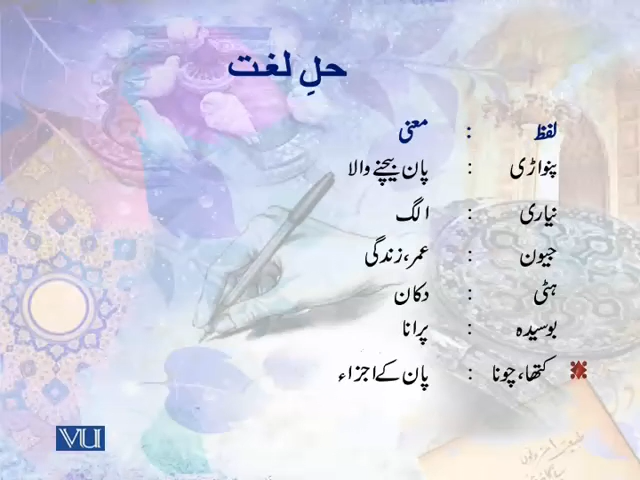 حلِ لغت
لفظ : معنی
پنواڑی : پان بیچنے والا
نیاری : الگ
جیون : عمر، زندگی
ہٹی : دکان
بوسیدہ : پرانا
کتھا، چونا : پان کے اجزاء
VU